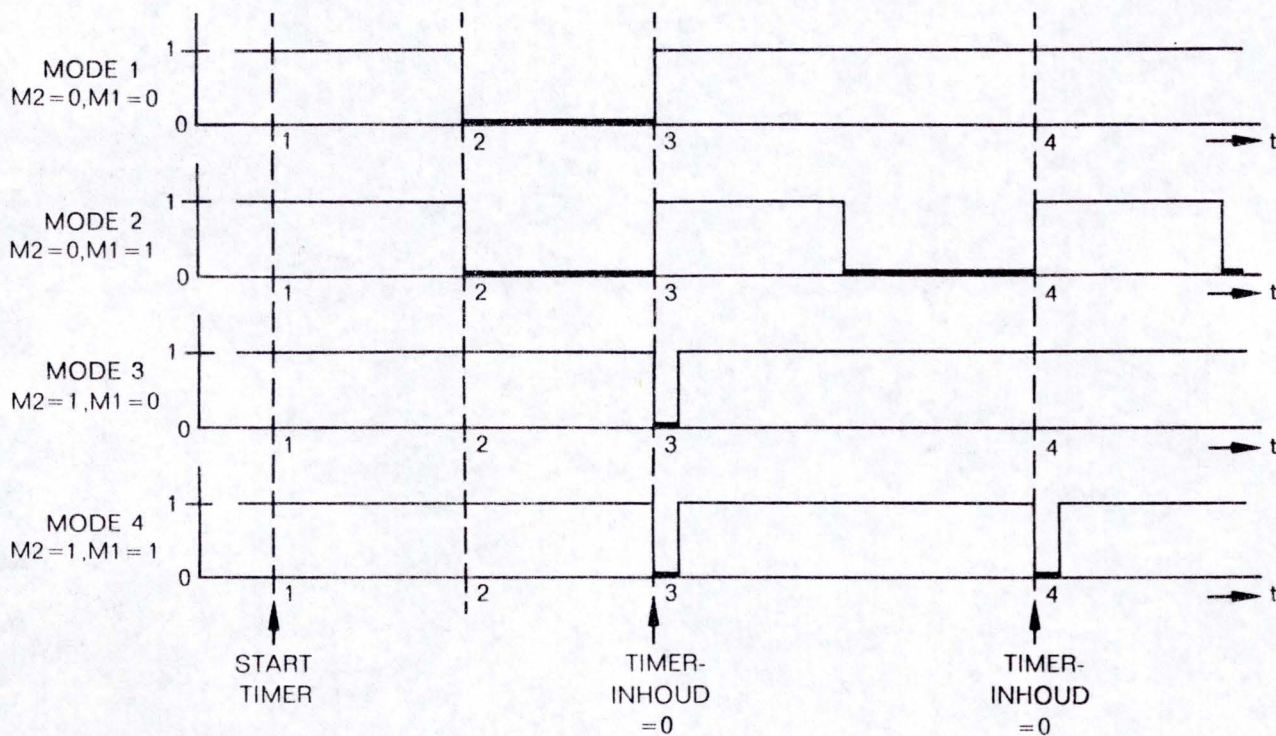 1
MODE 1
M2=0,M1=0
0
1 2 3 4 t
1
MODE 2
M2=0,M1=1
0
1 2 3 4 t
1
MODE 3
M2=1,M1=0
0
1 2 3 4 t
1
MODE 4
M2=1,M1=1
0
1 2 3 4 t
START
TIMER
TIMER-
INHOUD
=0
TIMER-
INHOUD
=0